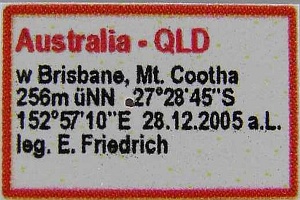 Australia - QLD
w Brisbane, Mt. Cootha
256m üNN 27°28'45"S
152°57'10"E 28.12.2005 a.L.
leg. E. Friedrich